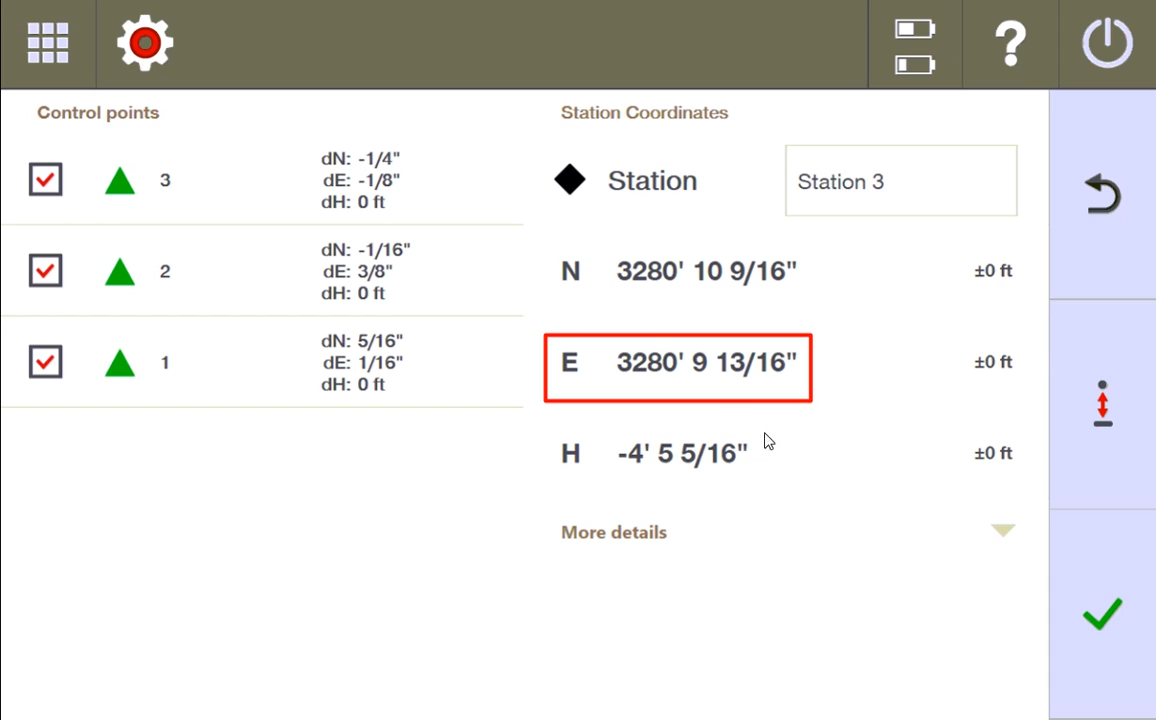 Control points
3
dN: -1/4"
dE: -1/8"
dH: 0 ft
2
dN: -1/16"
dE: 3/8"
dH: 0 ft
1
dN: 5/16"
dE: 1/16"
dH: 0 ft
Station Coordinates
Station Station 3
N 3280' 10 9/16" ±0 ft
E 3280' 9 13/16" ±0 ft
H -4' 5 5/16" ±0 ft
More details
?